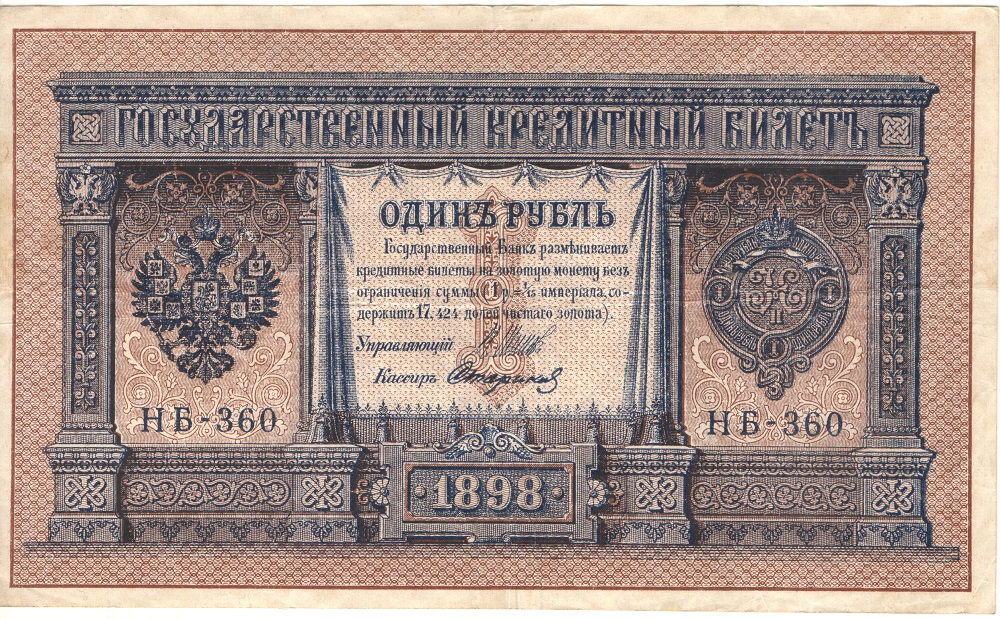 ГОСУДАРСТВЕННЫЙ КРЕДИТНЫЙ БИЛЕТЪ
ОДИНЪ РУБЛЬ
Государственный Банкъ размѣниваетъ
кредитные билеты на золотую монету безъ
ограниченія суммы (1 р. = 1/15 имперіала, со-
держитъ 17,424 долей чистаго золота).
Управляющій
Кассиръ
НБ-360
НБ-360
1898